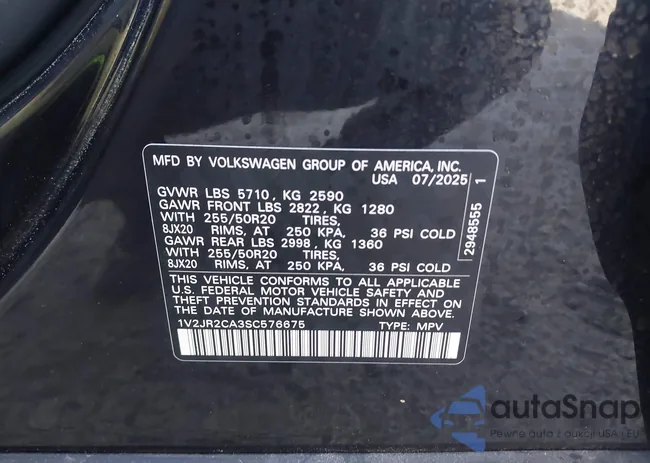 MFD BY VOLKSWAGEN GROUP OF AMERICA, INC.
USA 07/2025
GVWR LBS 5710, KG 2590
GAWR FRONT LBS 2822, KG 1280
WITH 255/50R20 TIRES,
8JX20 RIMS, AT 250 KPA, 36 PSI COLD
GAWR REAR LBS 2998, KG 1360
WITH 255/50R20 TIRES,
8JX20 RIMS, AT 250 KPA, 36 PSI COLD
THIS VEHICLE CONFORMS TO ALL APPLICABLE
U.S. FEDERAL MOTOR VEHICLE SAFETY AND
THEFT PREVENTION STANDARDS IN EFFECT ON
THE DATE OF MANUFACTURE SHOWN ABOVE.
1V2JR2CA3SC576675 TYPE: MPV
2948555 1
autaSnap
Pewne auta z aukcji USA i EU